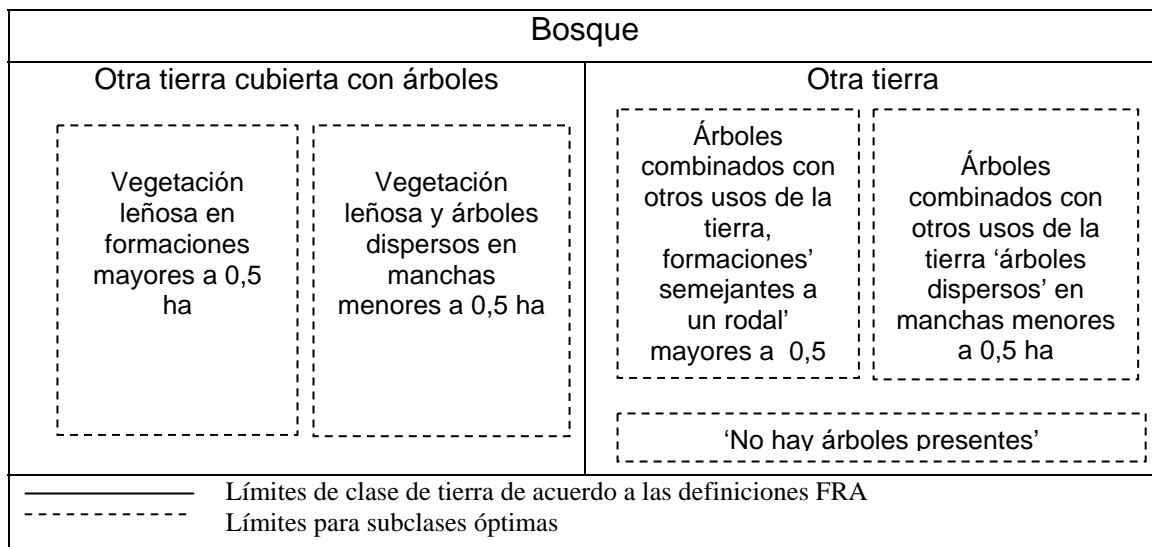 Bosque
Otra tierra cubierta con árboles
Vegetación
leñosa en
formaciones
mayores a 0,5
ha
Vegetación
leñosa y árboles
dispersos en
manchas
menores a 0,5 ha
Otra tierra
Árboles
combinados con
otros usos de la
tierra,
formaciones’
semejantes a
un rodal’
mayores a 0,5
Árboles
combinados con
otros usos de la
tierra ‘árboles
dispersos’ en
manchas menores
a 0,5 ha
‘No hay árboles presentes’
Límites de clase de tierra de acuerdo a las definiciones FRA
Límites para subclases óptimas